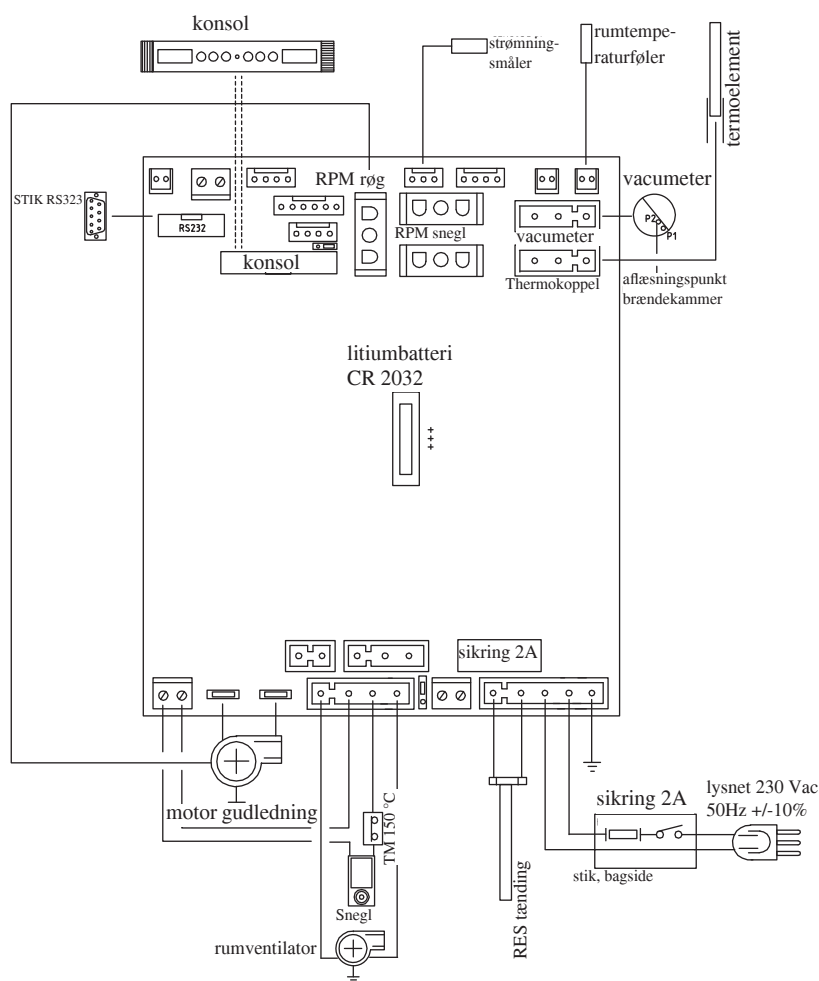 konsol
strømnings-
måler
rumtempe-
raturføler
termoelement
STIK RS323
RS232
RPM røg
RPM snegl
konsol
vacumeter
Thermokoppel
vacumeter
P2
P1
aflæsningspunkt
brændekammer
litiumbatteri
CR 2032
+++
sikring 2A
motor gudledning
TM 150 °C
Snegl
rumventilator
RES tænding
sikring 2A
stik, bagside
lysnet 230 Vac
50Hz +/-10%